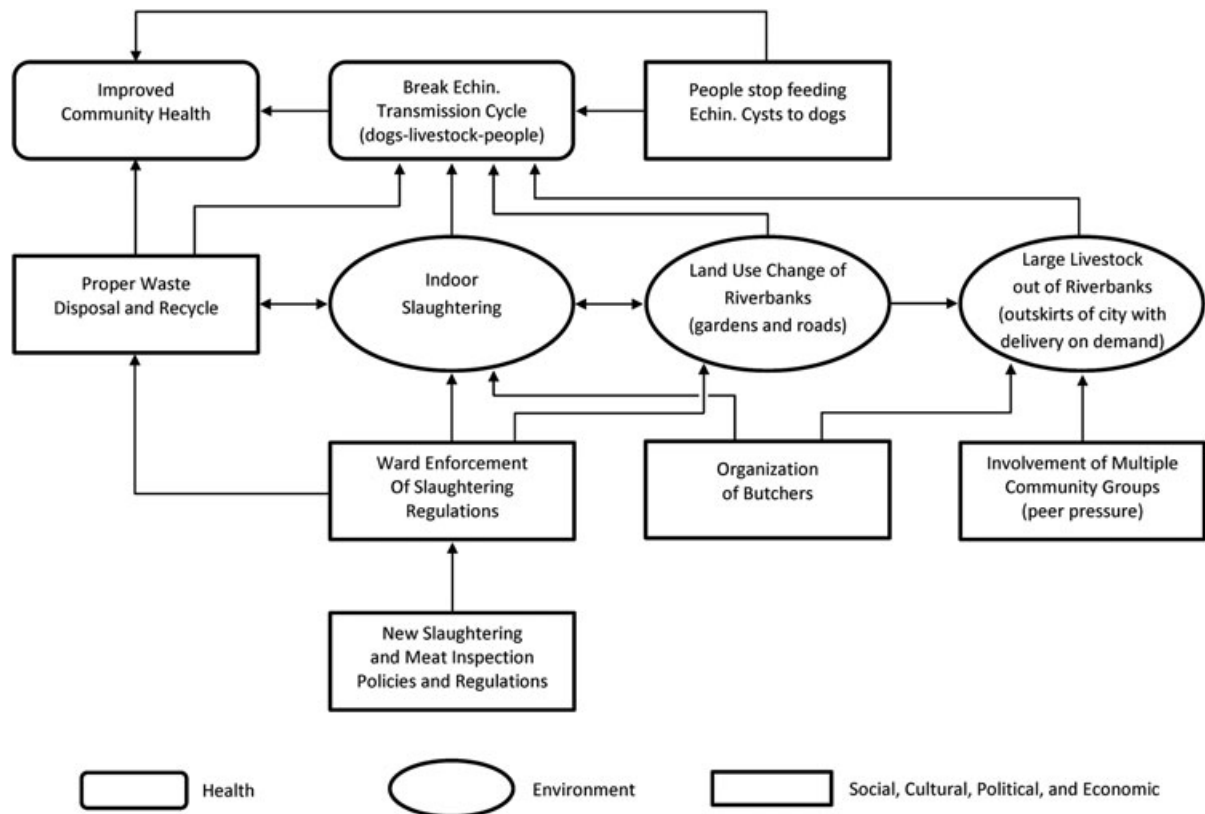 Improved
Community Health
Break Echin.
Transmission Cycle
(dogs-livestock-people)
People stop feeding
Echin. Cysts to dogs
Proper Waste
Disposal and Recycle
Indoor
Slaughtering
Land Use Change of
Riverbanks
(gardens and roads)
Large Livestock
out of Riverbanks
(outskirts of city with
delivery on demand)
Ward Enforcement
Of Slaughtering
Regulations
Organization
of Butchers
Involvement of Multiple
Community Groups
(peer pressure)
New Slaughtering
and Meat Inspection
Policies and Regulations
Health
Environment
Social, Cultural, Political, and Economic